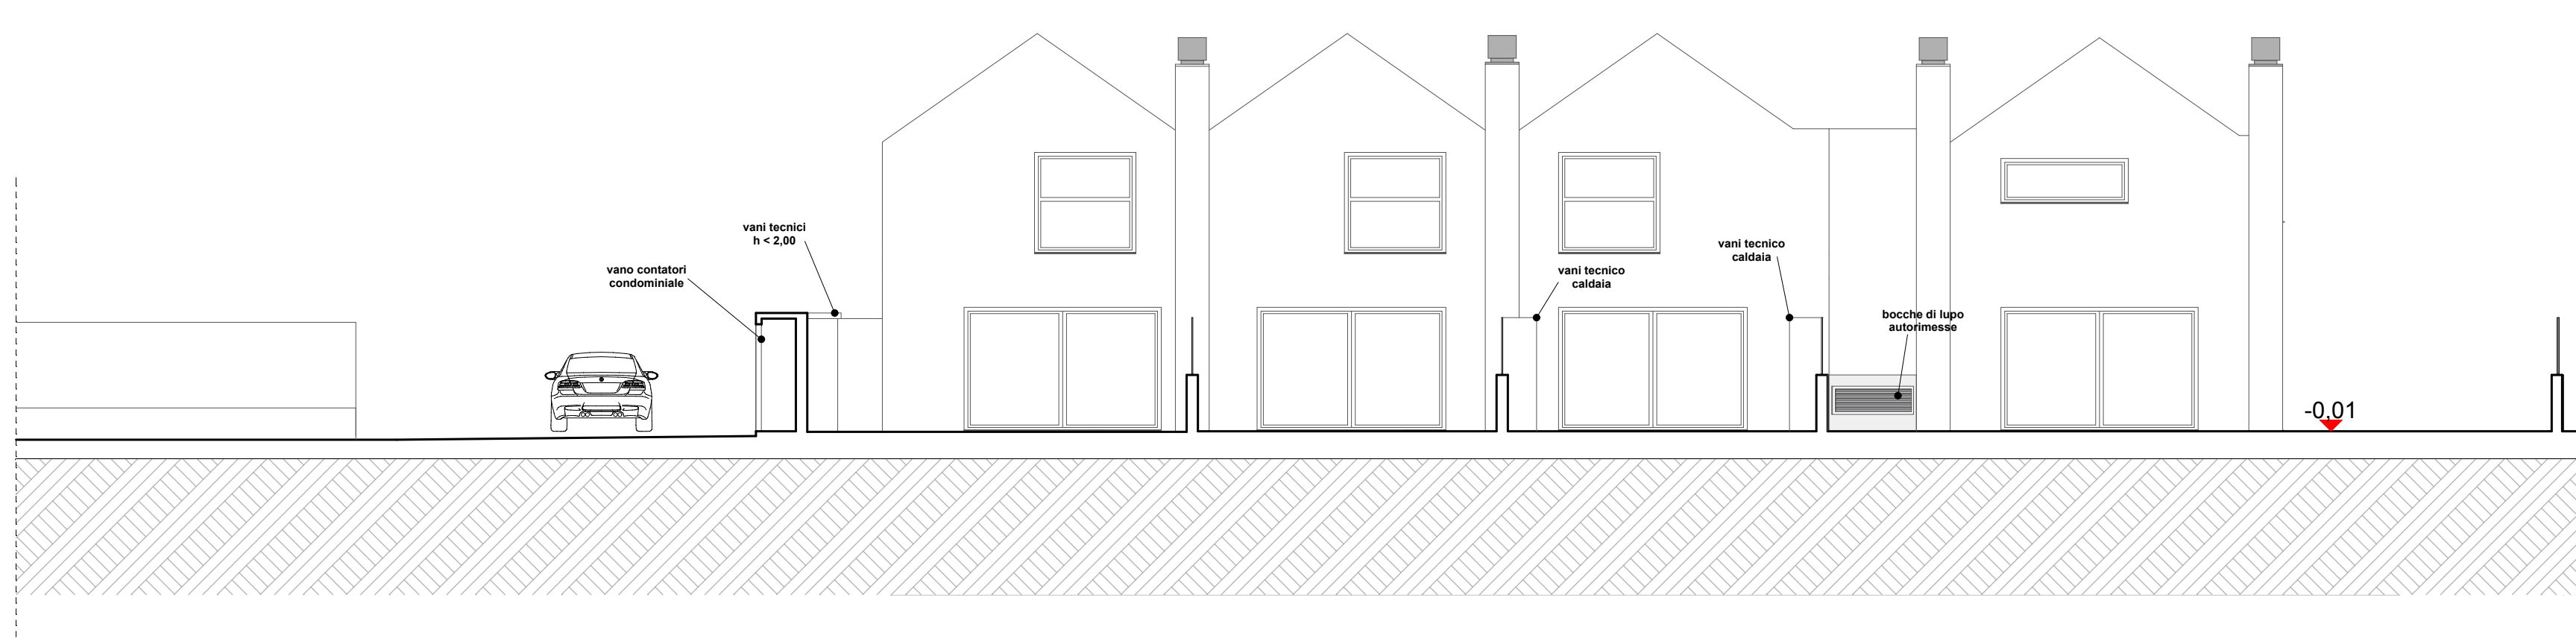 vani tecnici
h < 2,00
vano contatori
condominiale
vani tecnico
caldaia
vani tecnico
caldaia
bocche di lupo
autorimesse
-0,01